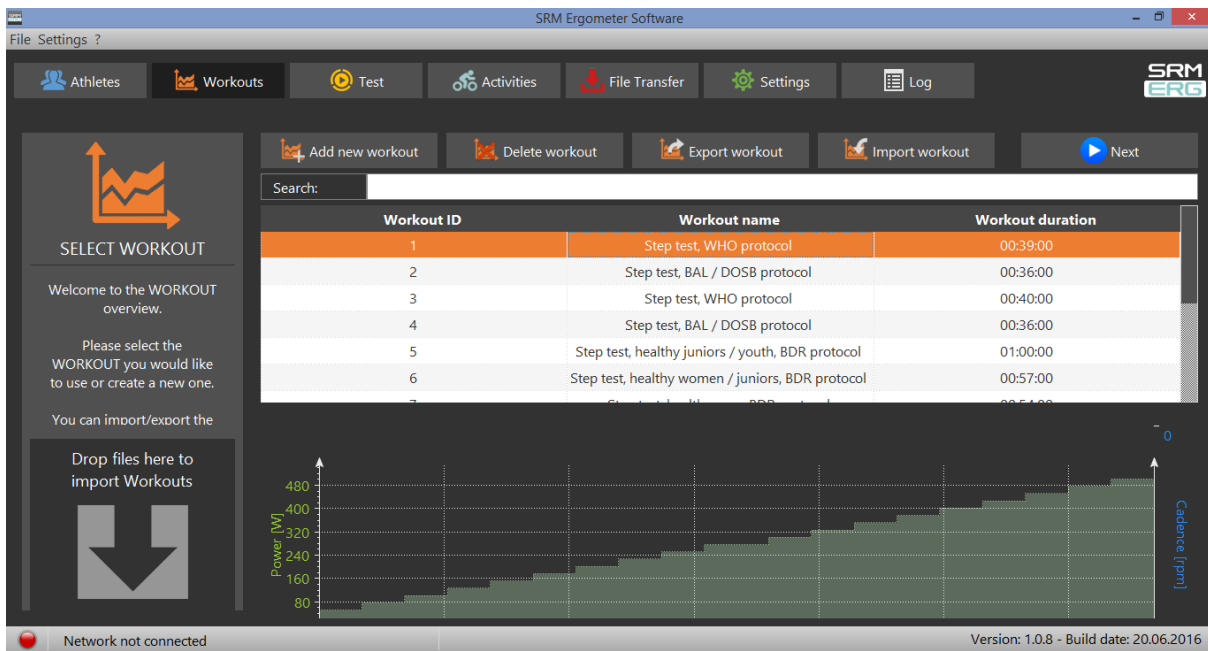 SRM Ergometer Software
File Settings ?
Athletes
Workouts
Test
Activities
File Transfer
Settings
Log
SRM
ERG
Add new workout
Delete workout
Export workout
Import workout
Next
Search:
SELECT WORKOUT
Welcome to the WORKOUT
overview.
Please select the
WORKOUT you would like
to use or create a new one.
You can import/export the
Drop files here to
import Workouts
Workout ID Workout name Workout duration
1 Step test, WHO protocol 00:39:00
2 Step test, BAL / DOSB protocol 00:36:00
3 Step test, WHO protocol 00:40:00
4 Step test, BAL / DOSB protocol 00:36:00
5 Step test, healthy juniors / youth, BDR protocol 01:00:00
6 Step test, healthy women / juniors, BDR protocol 00:57:00
0
480
400
320
240
160
80
Power [W]
Cadence [rpm]
Network not connected
Version: 1.0.8 - Build date: 20.06.2016